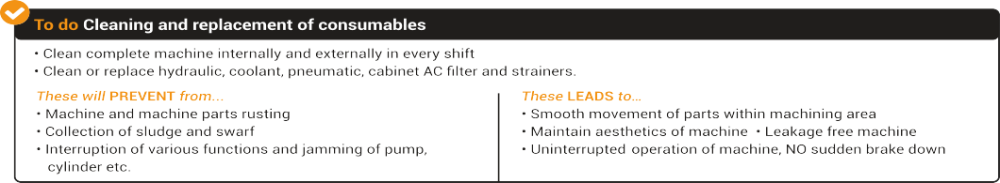 To do Cleaning and replacement of consumables
• Clean complete machine internally and externally in every shift
• Clean or replace hydraulic, coolant, pneumatic, cabinet AC filter and strainers.
These will PREVENT from...
• Machine and machine parts rusting
• Collection of sludge and swarf
• Interruption of various functions and jamming of pump,
cylinder etc.
These LEADS to...
• Smooth movement of parts within machining area
• Maintain aesthetics of machine • Leakage free machine
• Uninterrupted operation of machine, NO sudden brake down